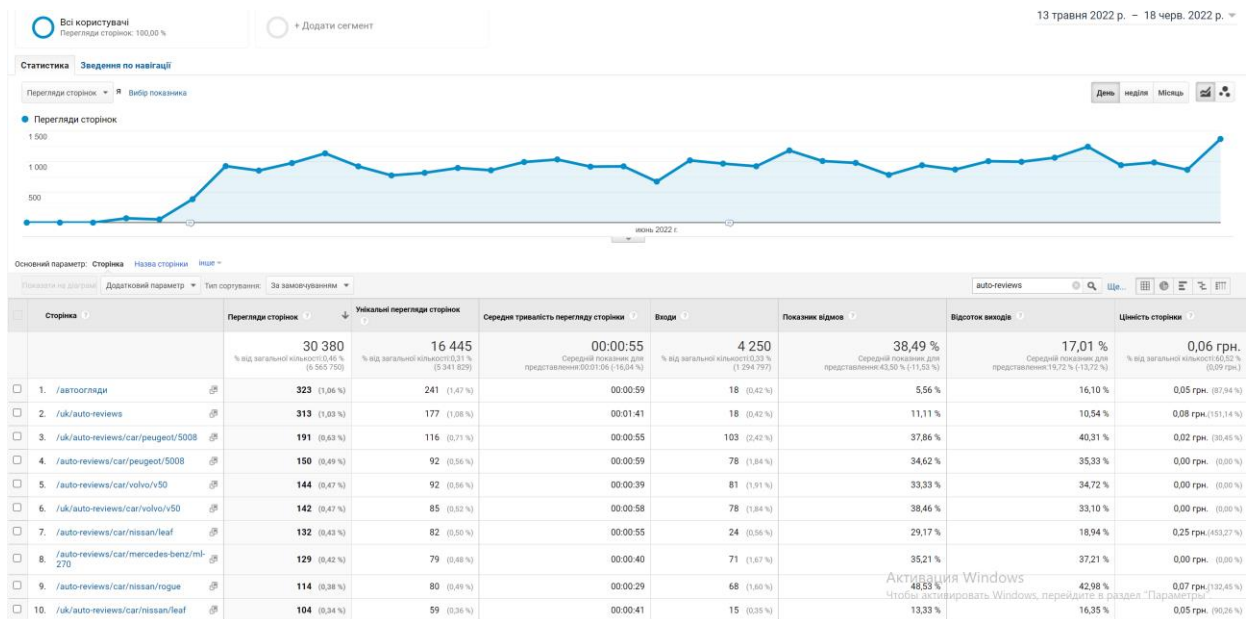 Всі користувачі
Перегляди сторінок: 100,00 %
+ Додати сегмент
13 травня 2022 р. – 18 черв. 2022 р.
Статистика Зведення по навігації
Перегляди сторінок Я Вибір показника
День неділя Місяць
Перегляди сторінок
1 500
1 000
500
июнь 2022 г.
Основний параметр: Сторінка Назва сторінки інше
Показати на діаграмі Додатковий параметр Тип сортування: За замовчуванням auto-reviews Ще...
Сторінка Перегляди сторінок Унікальні перегляди сторінок Середня тривалість перегляду сторінки Входи Показник відмов Відсоток виходів Цінність сторінки
30 380 16 445 00:00:55 4 250 38,49 % 17,01 % 0,06 грн.
% від загальної кількості:0,46 % % від загальної кількості:0,31 % Середній показник для % від загальної кількості:0,33 % Середній показник для Середній показник для % від загальної кількості:60,52 %
(6 565 750) (5 341 829) представлення:00:01:06 (-16,04 %) (1 294 797) представлення:43,50 % (-11,53 %) представлення:19,72 % (-13,72 %) (0,09 грн.)
1. /автоогляди 323 (1,06 %) 241 (1,47 %) 00:00:59 18 (0,42 %) 5,56 % 16,10 % 0,05 грн. (87,94 %)
2. /uk/auto-reviews 313 (1,03 %) 177 (1,08 %) 00:01:41 18 (0,42 %) 11,11 % 10,54 % 0,08 грн.(151,14 %)
3. /uk/auto-reviews/car/peugeot/5008 191 (0,63 %) 116 (0,71 %) 00:00:55 103 (2,42 %) 37,86 % 40,31 % 0,02 грн. (30,45 %)
4. /auto-reviews/car/peugeot/5008 150 (0,49 %) 92 (0,56 %) 00:00:59 78 (1,84 %) 34,62 % 35,33 % 0,00 грн. (0,00 %)
5. /auto-reviews/car/volvo/v50 144 (0,47 %) 92 (0,56 %) 00:00:39 81 (1,91 %) 33,33 % 34,72 % 0,00 грн. (0,00 %)
6. /uk/auto-reviews/car/volvo/v50 142 (0,47 %) 85 (0,52 %) 00:00:58 78 (1,84 %) 38,46 % 33,10 % 0,00 грн. (0,00 %)
7. /auto-reviews/car/nissan/leaf 132 (0,43 %) 82 (0,50 %) 00:00:55 24 (0,56 %) 29,17 % 18,94 % 0,25 грн.(453,27 %)
8. /auto-reviews/car/mercedes-benz/ml-270 129 (0,42 %) 79 (0,48 %) 00:00:40 71 (1,67 %) 35,21 % 37,21 % 0,00 грн. (0,00 %)
Активация Windows
9. /auto-reviews/car/nissan/rogue 114 (0,38 %) 80 (0,49 %) 00:00:29 68 (1,60 %) 48,53 % 42,98 % 0,07 грн.(132,45 %)
Чтобы активировать Windows, перейдите в раздел "Параметры".
10. /uk/auto-reviews/car/nissan/leaf 104 (0,34 %) 59 (0,36 %) 00:00:41 15 (0,35 %) 13,33 % 16,35 % 0,05 грн. (90,26 %)